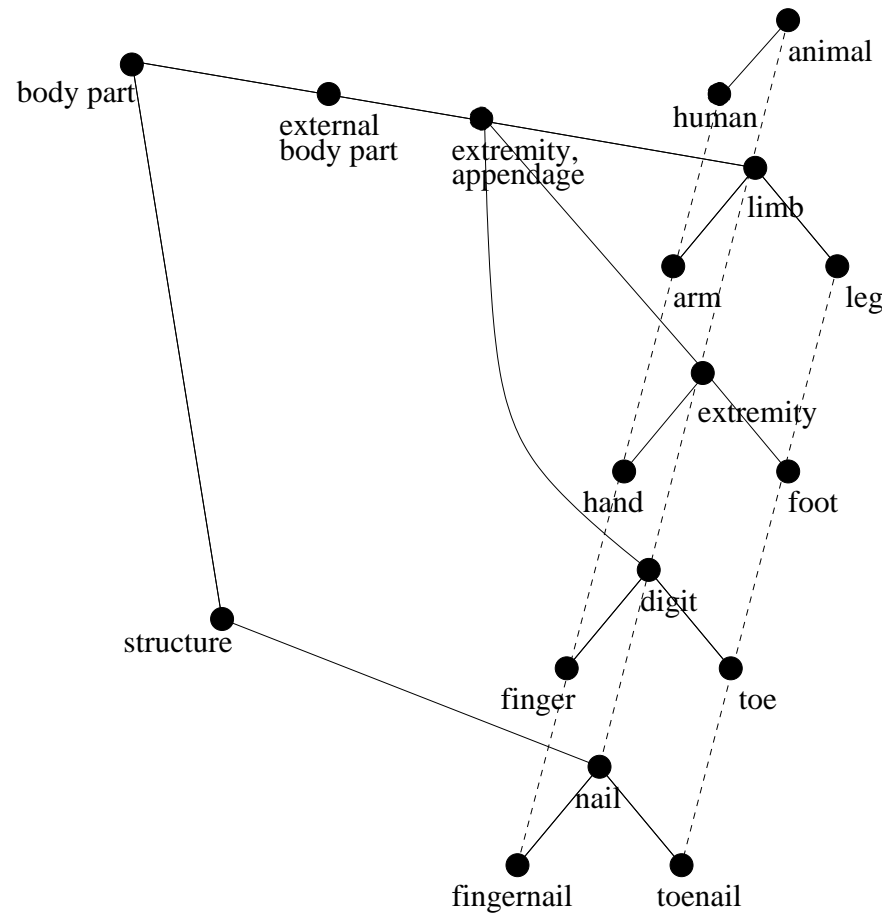 animal
body part
human
external
body part
extremity,
appendage
limb
arm
leg
extremity
hand
foot
digit
structure
finger
toe
nail
fingernail
toenail